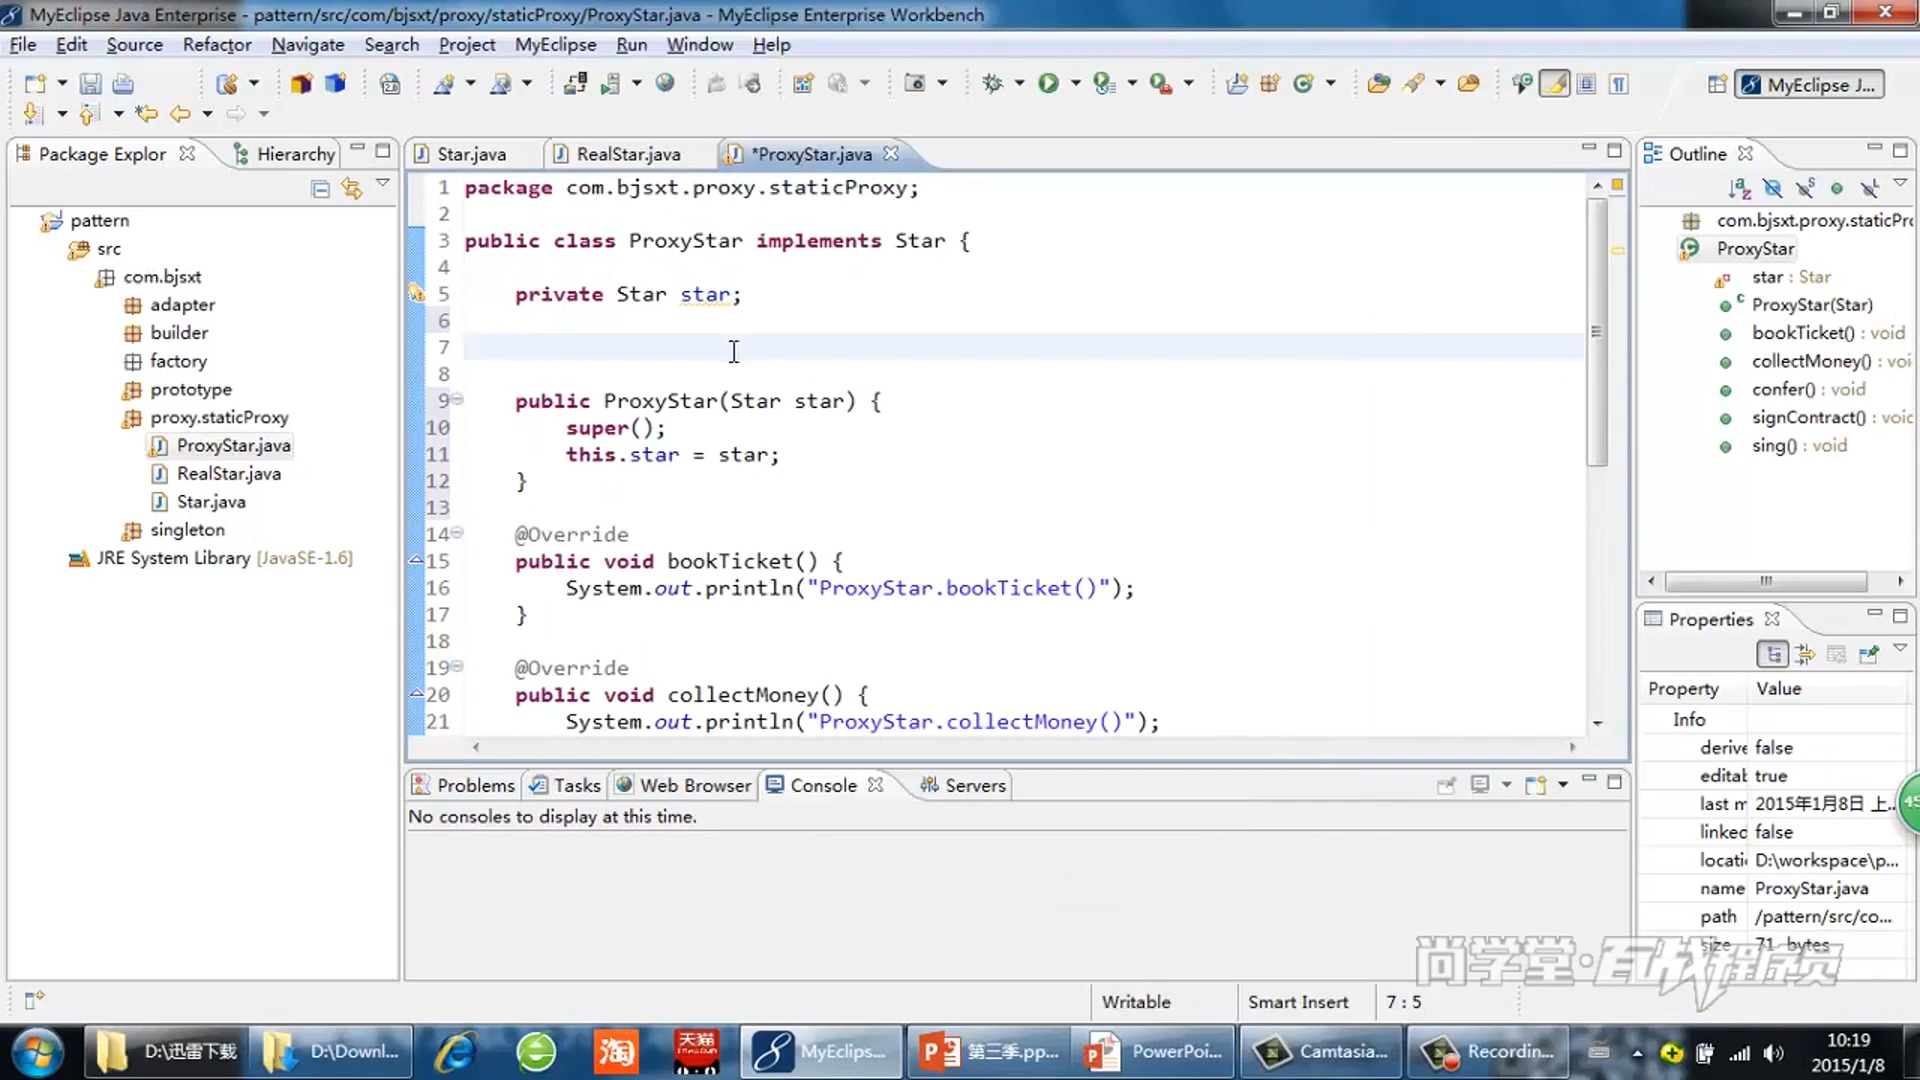 MyEclipse Java Enterprise - pattern/src/com/bjsxt/proxy/staticProxy/ProxyStar.java - MyEclipse Enterprise Workbench
File Edit Source Refactor Navigate Search Project MyEclipse Run Window Help
MyEclipse J...
Package Explor
Hierarchy
pattern
src
com.bjsxt
adapter
builder
factory
prototype
proxy.staticProxy
ProxyStar.java
RealStar.java
Star.java
singleton
JRE System Library [JavaSE-1.6]
Star.java
RealStar.java
*ProxyStar.java
1 package com.bjsxt.proxy.staticProxy;
2
3 public class ProxyStar implements Star {
4
5 private Star star;
6
7
8
9 public ProxyStar(Star star) {
10 super();
11 this.star = star;
12 }
13
14 @Override
15 public void bookTicket() {
16 System.out.println("ProxyStar.bookTicket()");
17 }
18
19 @Override
20 public void collectMoney() {
21 System.out.println("ProxyStar.collectMoney()");
Problems
Tasks
Web Browser
Console
Servers
No consoles to display at this time.
Outline
com.bjsxt.proxy.staticPr
ProxyStar
star : Star
ProxyStar(Star)
bookTicket() : void
collectMoney() : voi
confer() : void
signContract() : voic
sing() : void
Properties
Property Value
Info
derive false
editab true
last m 2015年1月8日 上...
linked false
locati D:\workspace\p...
name ProxyStar.java
path /pattern/src/co...
size 71 bytes
45
尚学堂·百战程序员
Writable
Smart Insert
7 : 5
D:\迅雷下载
D:\Downl...
淘
天猫
MyEclips...
第三季.pp...
PowerPoi...
Camtasia...
Recordin...
10:19
2015/1/8